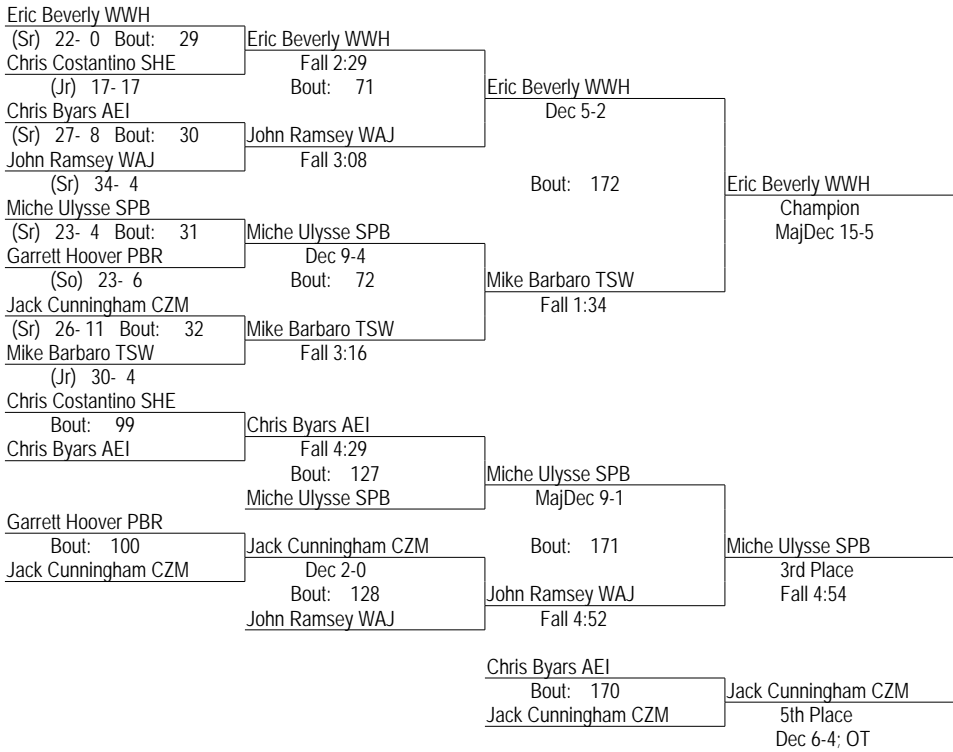 Eric Beverly WWH
(Sr) 22- 0 Bout: 29 Eric Beverly WWH
Chris Costantino SHE Fall 2:29
(Jr) 17- 17 Bout: 71 Eric Beverly WWH
Chris Byars AEI Dec 5-2
(Sr) 27- 8 Bout: 30 John Ramsey WAJ
John Ramsey WAJ Fall 3:08
(Sr) 34- 4 Bout: 172 Eric Beverly WWH
Miche Ulysse SPB Champion
(Sr) 23- 4 Bout: 31 Miche Ulysse SPB MajDec 15-5
Garrett Hoover PBR Dec 9-4
(So) 23- 6 Bout: 72 Mike Barbaro TSW
Jack Cunningham CZM Fall 1:34
(Sr) 26- 11 Bout: 32 Mike Barbaro TSW
Mike Barbaro TSW Fall 3:16
(Jr) 30- 4
Chris Costantino SHE
Bout: 99 Chris Byars AEI
Chris Byars AEI Fall 4:29
Bout: 127 Miche Ulysse SPB
Miche Ulysse SPB MajDec 9-1
Garrett Hoover PBR
Bout: 100 Jack Cunningham CZM Bout: 171 Miche Ulysse SPB
Jack Cunningham CZM Dec 2-0 3rd Place
Bout: 128 John Ramsey WAJ Fall 4:54
John Ramsey WAJ Fall 4:52
Chris Byars AEI
Bout: 170 Jack Cunningham CZM
Jack Cunningham CZM 5th Place
Dec 6-4; OT